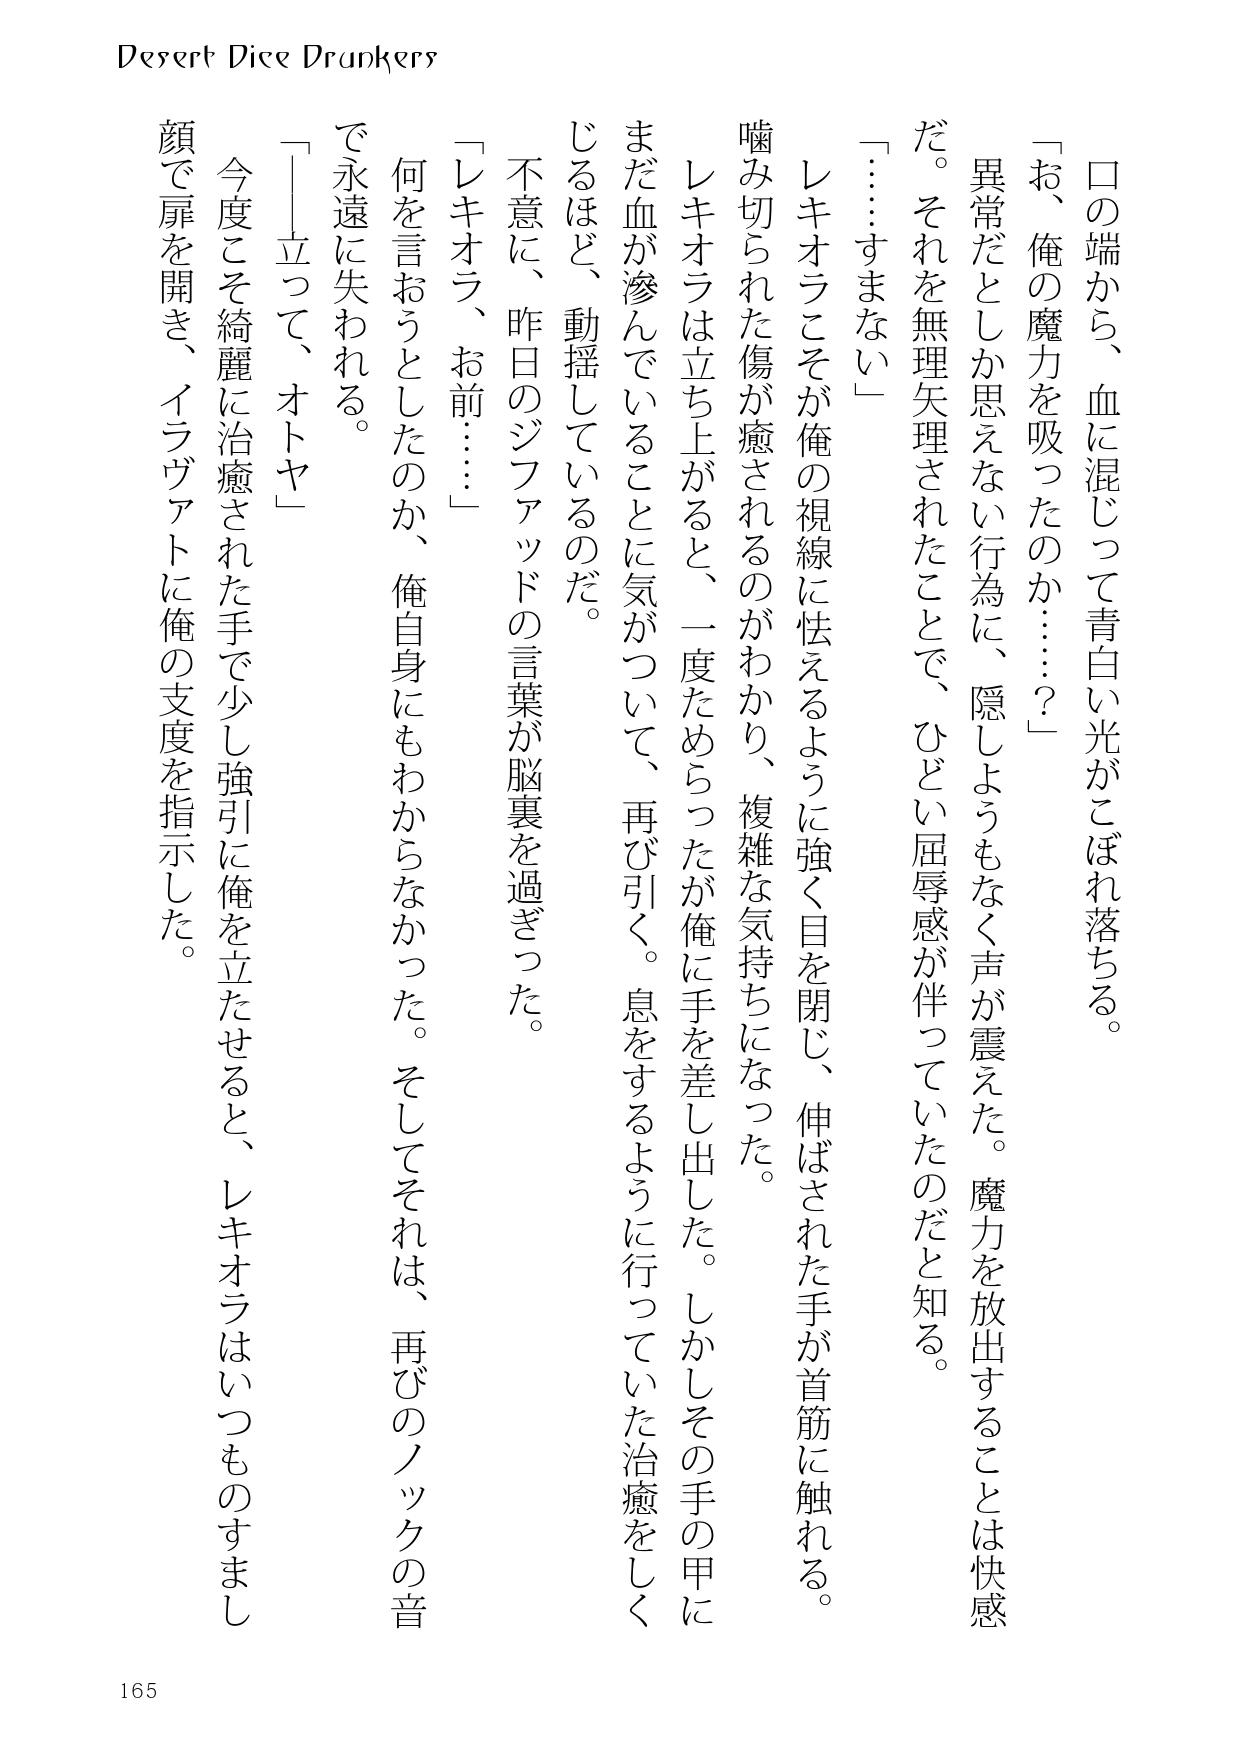 Desert Dice Drunkers
口の端から、血に混じって青白い光がこぼれ落ちる。
「お、俺の魔力を吸ったのか……？」
異常だとしか思えない行為に、隠しようもなく声が震えた。魔力を放出することは快感
だ。それを無理矢理されたことで、ひどい屈辱感が伴っていたのだと知る。
「……すまない」
レキオラこそが俺の視線に怯えるように強く目を閉じ、伸ばされた手が首筋に触れる。
噛み切られた傷が癒されるのがわかり、複雑な気持ちになった。
レキオラは立ち上がると、一度ためらったが俺に手を差し出した。しかしその手の甲に
まだ血が滲んでいることに気がついて、再び引く。息をするように行っていた治癒をしく
じるほど、動揺しているのだ。
不意に、昨日のジファッドの言葉が脳裏を過ぎった。
「レキオラ、お前……」
何を言おうとしたのか、俺自身にもわからなかった。そしてそれは、再びのノックの音
で永遠に失われる。
「――立って、オトヤ」
今度こそ綺麗に治癒された手で少し強引に俺を立たせると、レキオラはいつものすまし
顔で扉を開き、イラヴァトに俺の支度を指示した。
165